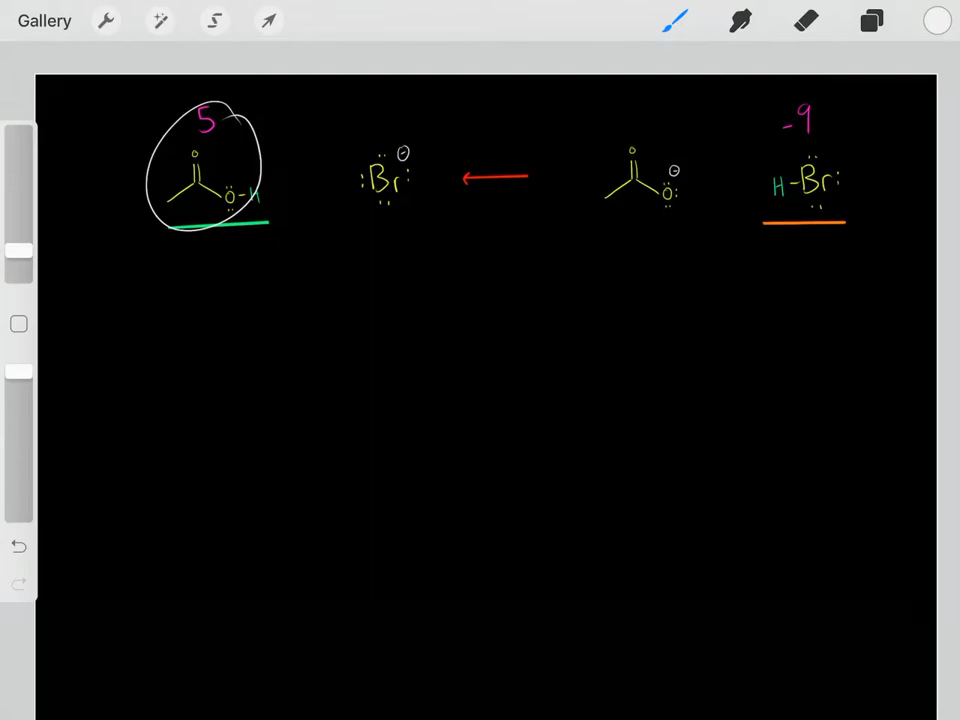 Gallery
5 -9
O :Br: ⊖ ← O ⊖ H-Br:
O-H O: